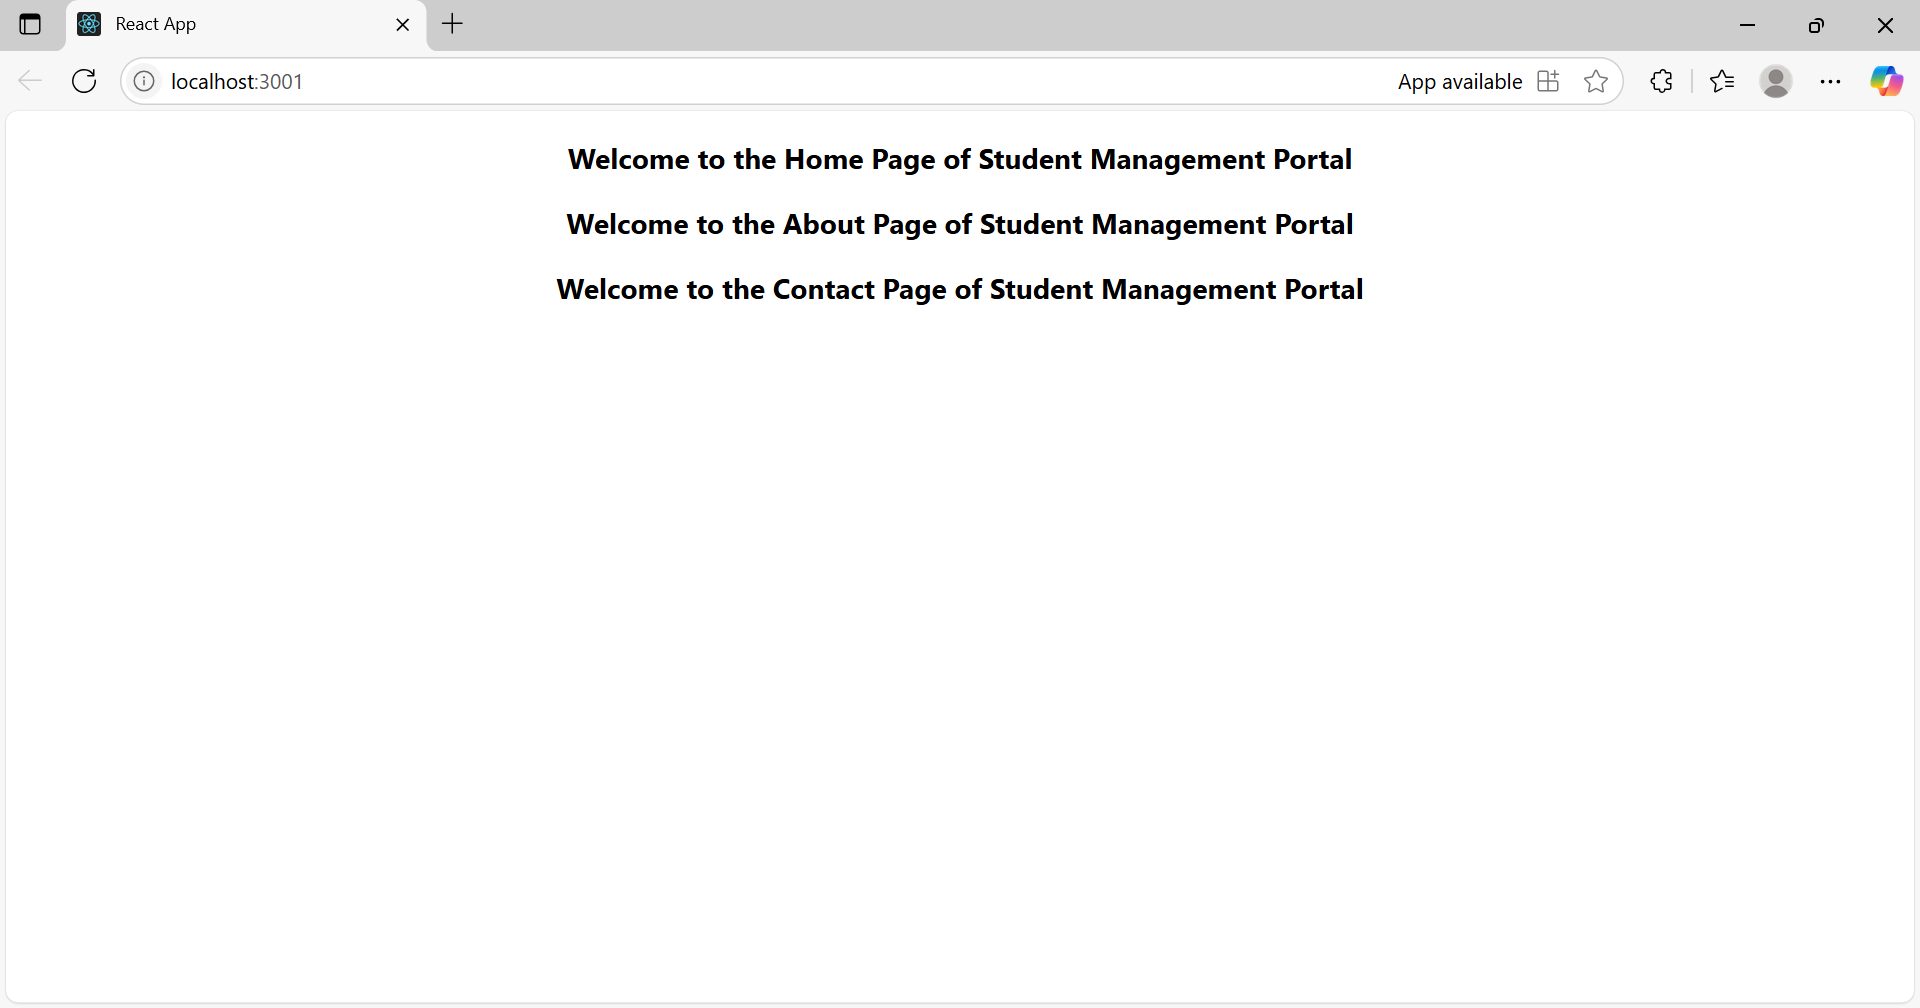 React App
localhost:3001
App available
Welcome to the Home Page of Student Management Portal
Welcome to the About Page of Student Management Portal
Welcome to the Contact Page of Student Management Portal